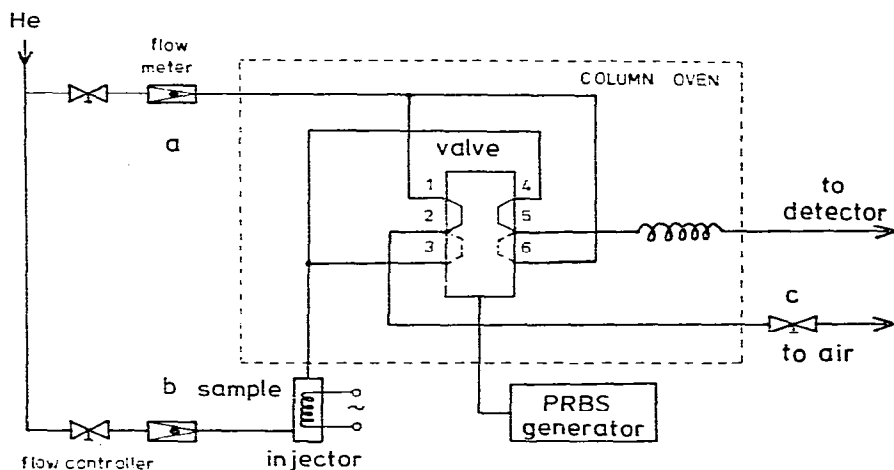 He
flow
meter
COLUMN OVEN
a
valve
1
4
2
5
3
6
to
detector
c
to air
b
sample
~
PRBS
generator
injector
flow controller